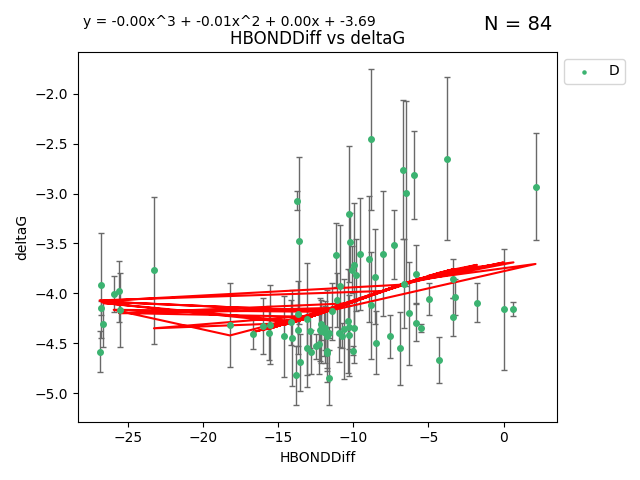 y = -0.00x^3 + -0.01x^2 + 0.00x + -3.69
N = 84
HBONDDiff vs deltaG
D
−2.0
−2.5
−3.0
−3.5
−4.0
−4.5
−5.0
deltaG
−25 −20 −15 −10 −5 0
HBONDDiff